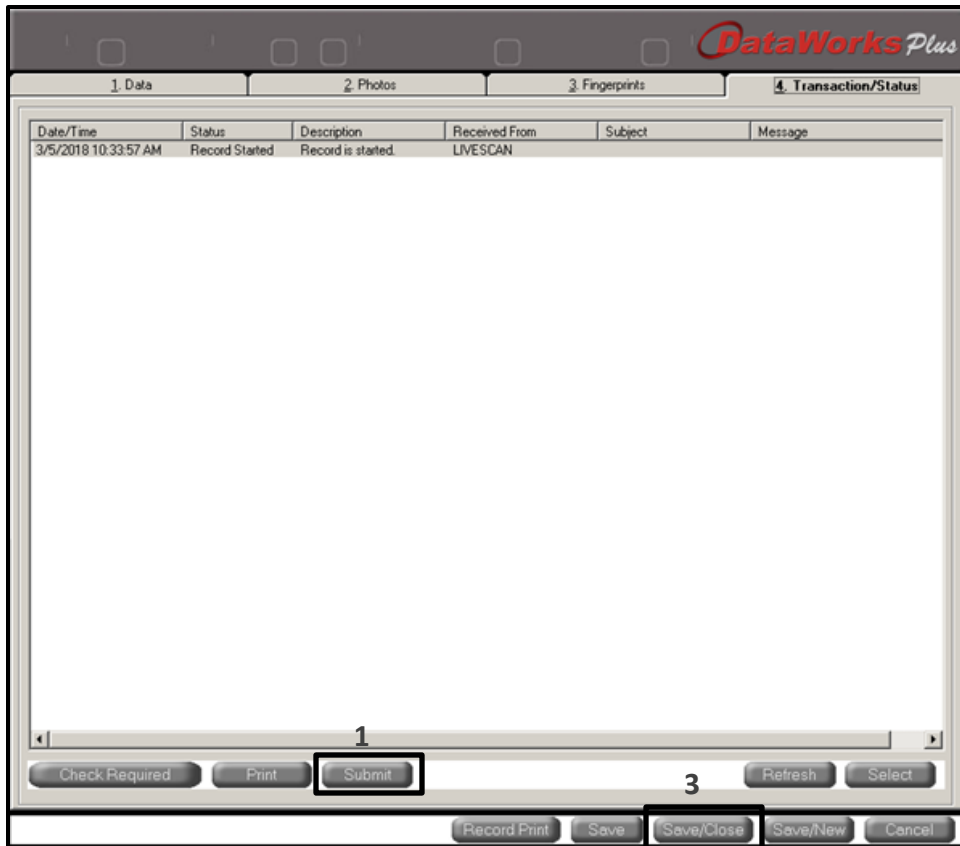 DataWorks Plus
1. Data 2. Photos 3. Fingerprints 4. Transaction/Status
Date/Time Status Description Received From Subject Message
3/5/2018 10:33:57 AM Record Started Record is started. LIVESCAN
1
Check Required Print Submit Refresh Select
3
Record Print Save Save/Close Save/New Cancel